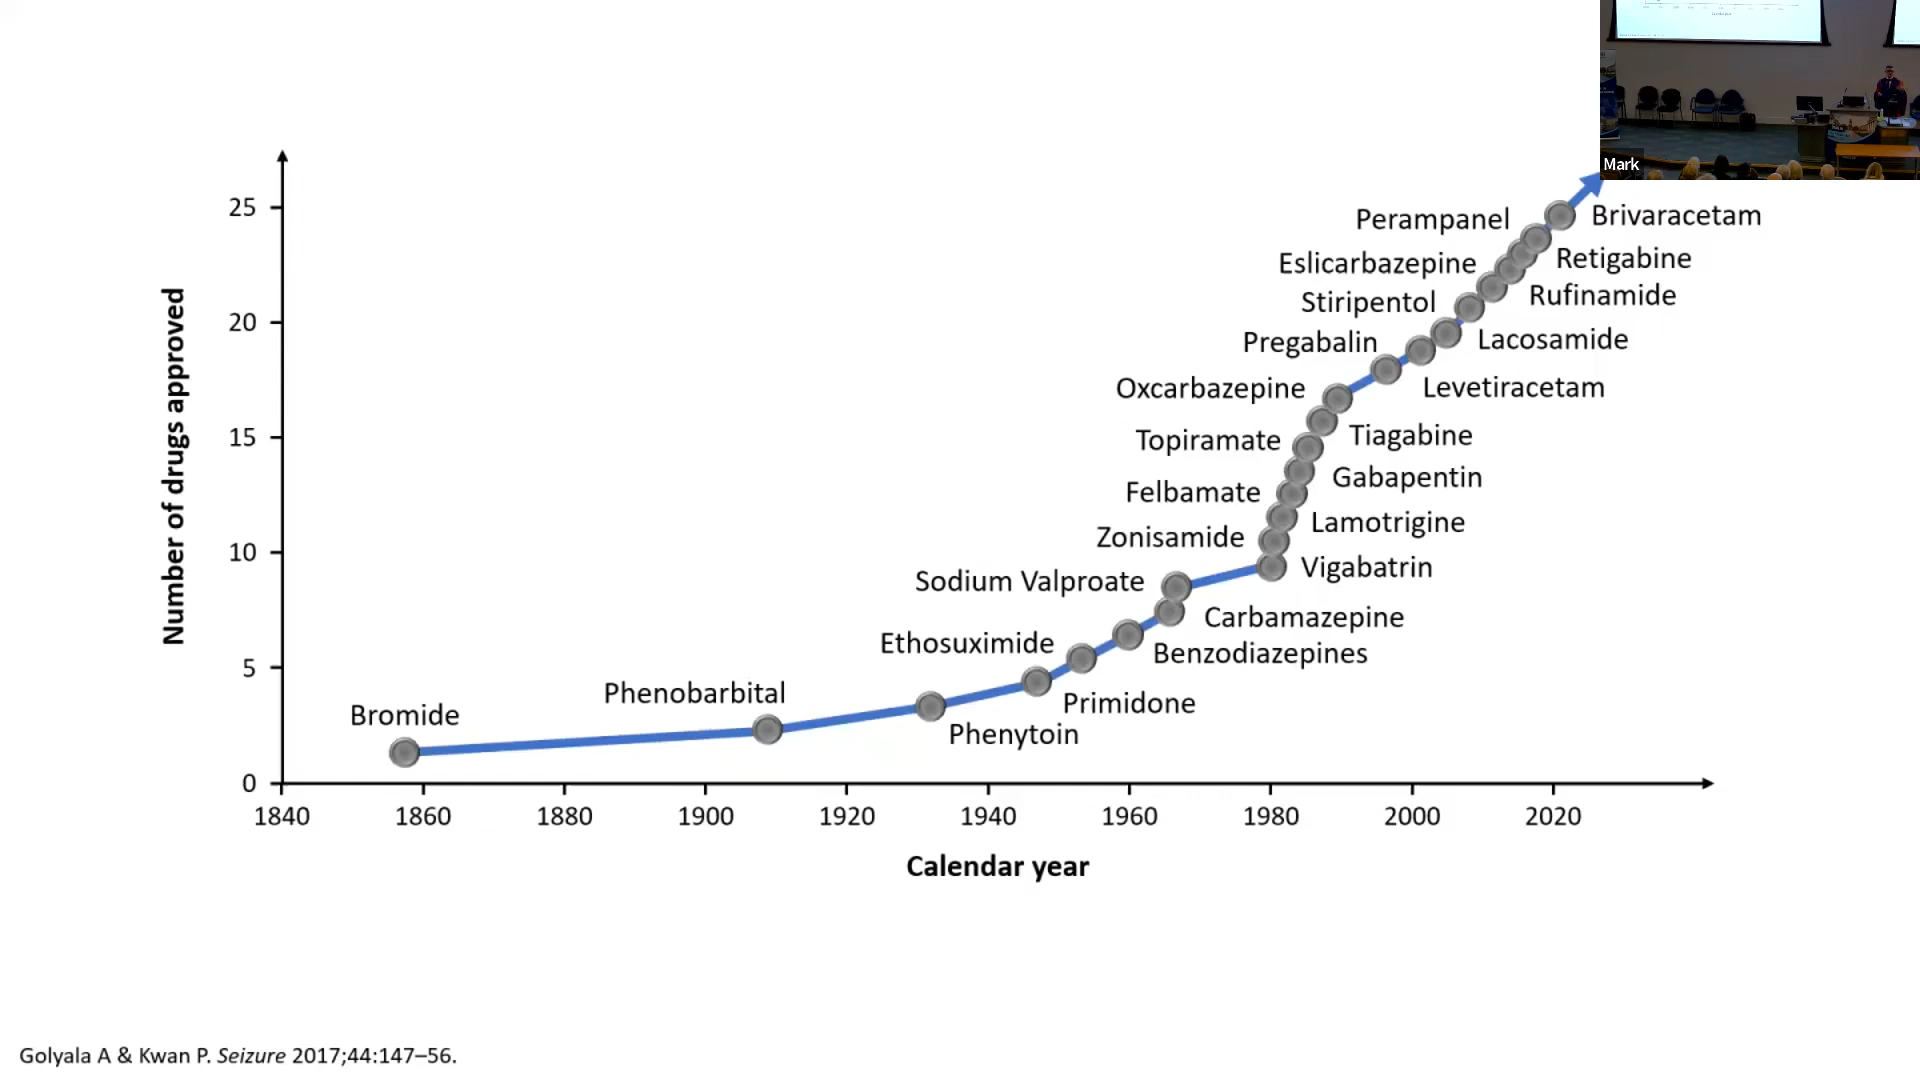 Mark
25
20
15
10
5
0
Number of drugs approved
Perampanel
Brivaracetam
Eslicarbazepine
Retigabine
Stiripentol
Rufinamide
Pregabalin
Lacosamide
Oxcarbazepine
Levetiracetam
Topiramate
Tiagabine
Felbamate
Gabapentin
Zonisamide
Lamotrigine
Sodium Valproate
Vigabatrin
Ethosuximide
Carbamazepine
Benzodiazepines
Phenobarbital
Primidone
Bromide
Phenytoin
1840 1860 1880 1900 1920 1940 1960 1980 2000 2020
Calendar year
Golyala A & Kwan P. Seizure 2017;44:147–56.